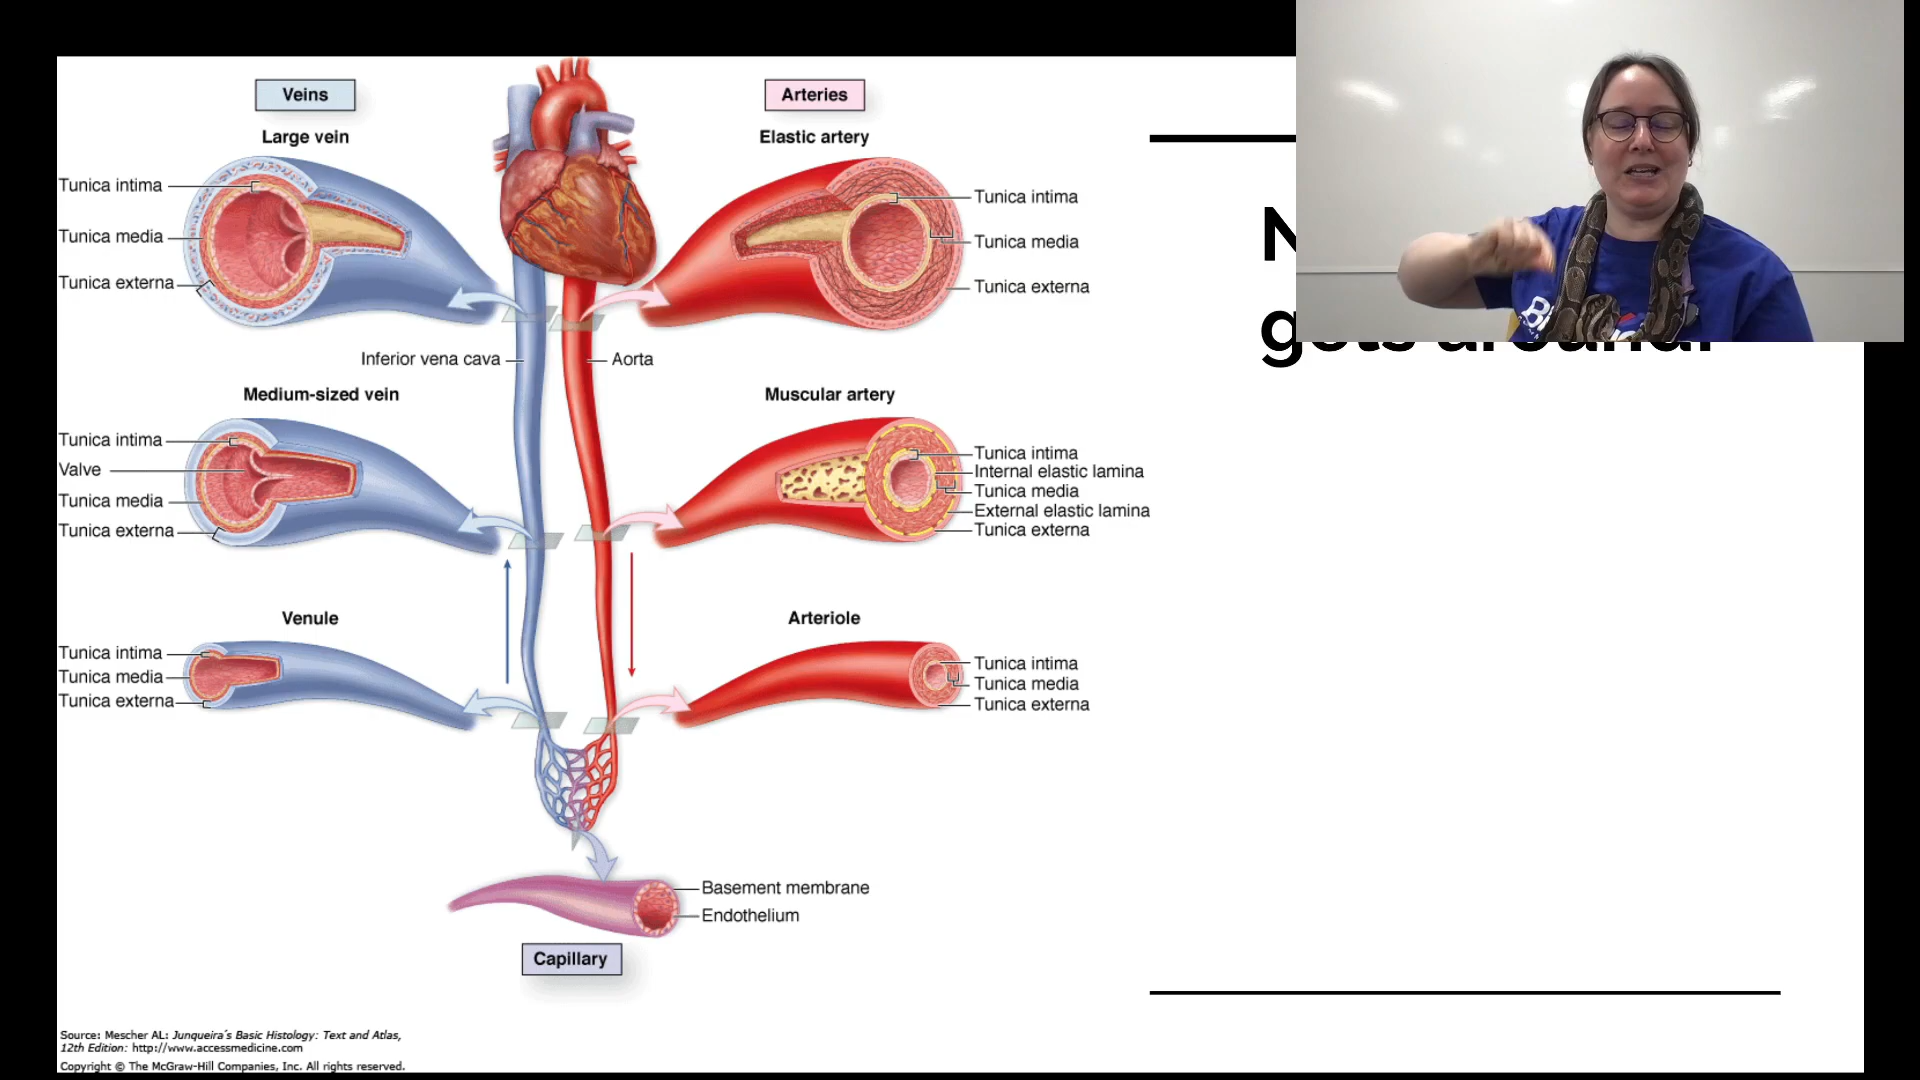 Veins
Large vein
Tunica intima
Tunica media
Tunica externa
Arteries
Elastic artery
Tunica intima
Tunica media
Tunica externa
Inferior vena cava
Aorta
Medium-sized vein
Tunica intima
Valve
Tunica media
Tunica externa
Muscular artery
Tunica intima
Internal elastic lamina
Tunica media
External elastic lamina
Tunica externa
Venule
Tunica intima
Tunica media
Tunica externa
Arteriole
Tunica intima
Tunica media
Tunica externa
Basement membrane
Endothelium
Capillary
Source: Mescher AL: Junqueira´s Basic Histology: Text and Atlas,
12th Edition: http://www.accessmedicine.com
Copyright © The McGraw-Hill Companies, Inc. All rights reserved.
gets around.